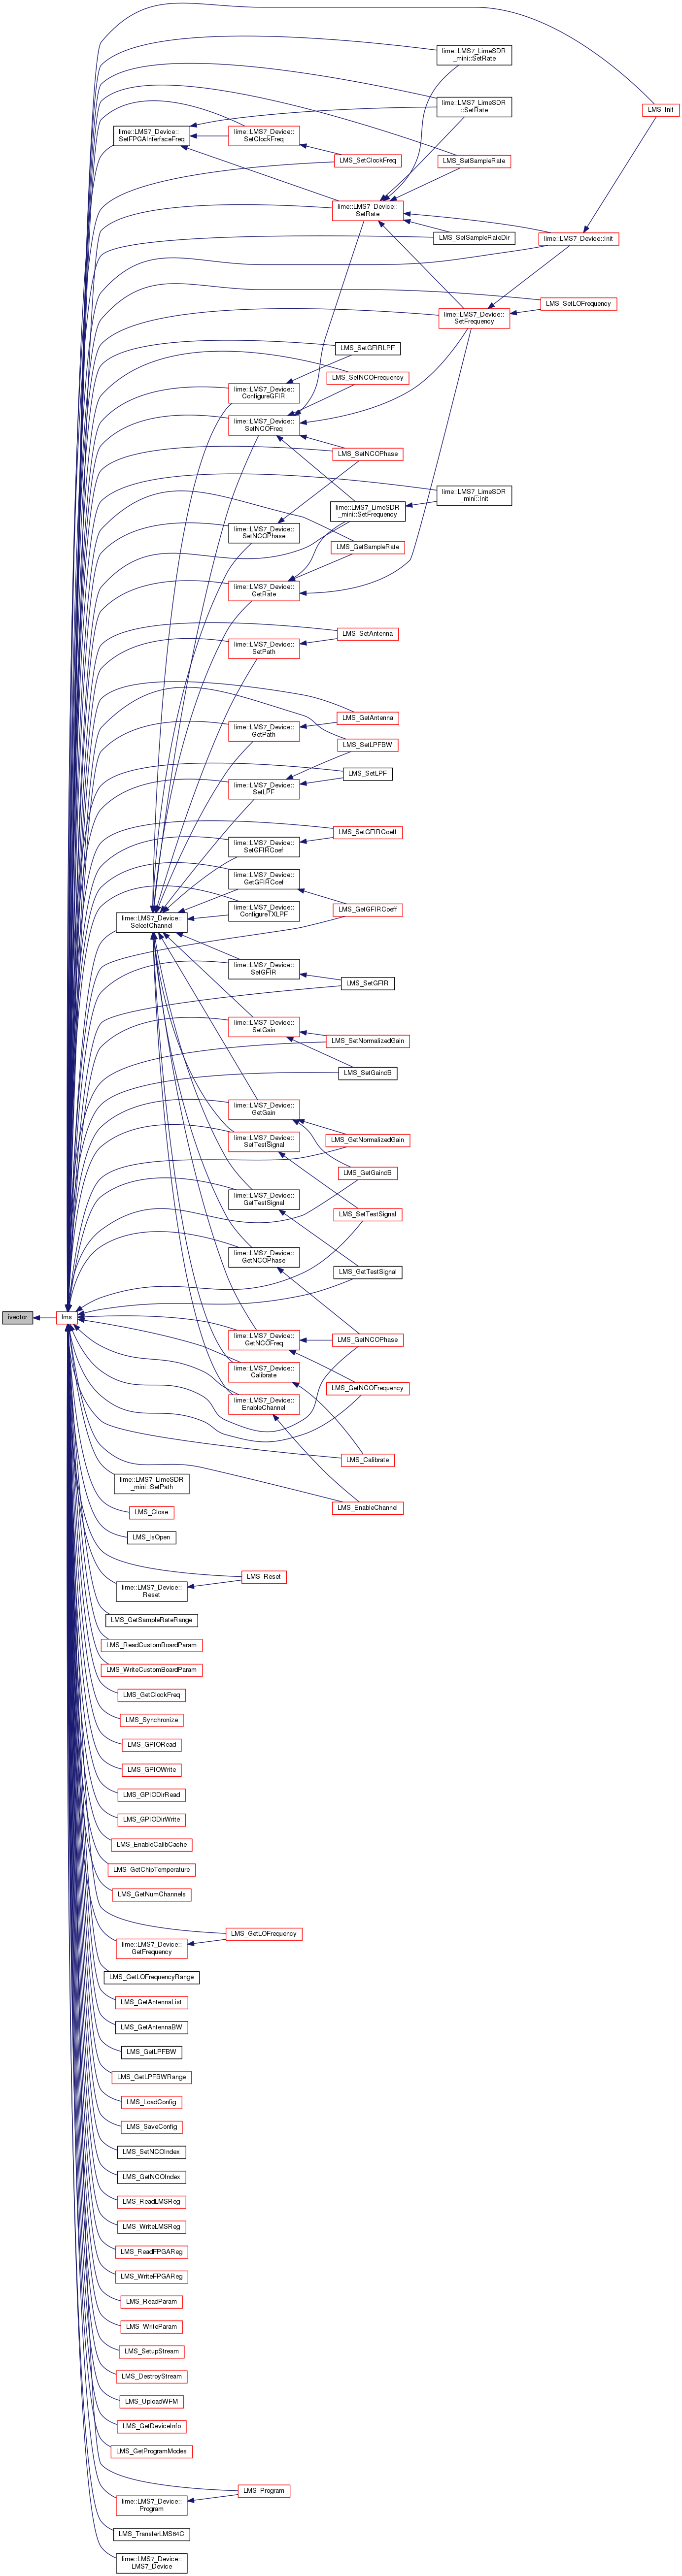 lime::LMS7_LimeSDR
_mini::SetRate
lime::LMS7_LimeSDR
::SetRate
LMS_Init
lime::LMS7_Device::
SetFPGAInterfaceFreq
lime::LMS7_Device::
SetClockFreq
LMS_SetClockFreq
LMS_SetSampleRate
lime::LMS7_Device::
SetRate
LMS_SetSampleRateDir
lime::LMS7_Device::Init
LMS_SetLOFrequency
lime::LMS7_Device::
SetFrequency
LMS_SetGFIRLPF
LMS_SetNCOFrequency
lime::LMS7_Device::
ConfigureGFIR
lime::LMS7_Device::
SetNCOFreq
LMS_SetNCOPhase
lime::LMS7_LimeSDR
_mini::Init
lime::LMS7_LimeSDR
_mini::SetFrequency
lime::LMS7_Device::
SetNCOPhase
LMS_GetSampleRate
lime::LMS7_Device::
GetRate
LMS_SetAntenna
lime::LMS7_Device::
SetPath
LMS_GetAntenna
lime::LMS7_Device::
GetPath
LMS_SetLPFBW
LMS_SetLPF
lime::LMS7_Device::
SetLPF
LMS_SetGFIRCoeff
lime::LMS7_Device::
SetGFIRCoef
lime::LMS7_Device::
GetGFIRCoef
LMS_GetGFIRCoeff
lime::LMS7_Device::
ConfigureTXLPF
lime::LMS7_Device::
SelectChannel
lime::LMS7_Device::
SetGFIR
LMS_SetGFIR
lime::LMS7_Device::
SetGain
LMS_SetNormalizedGain
LMS_SetGaindB
lime::LMS7_Device::
GetGain
LMS_GetNormalizedGain
lime::LMS7_Device::
SetTestSignal
LMS_GetGaindB
lime::LMS7_Device::
GetTestSignal
LMS_SetTestSignal
lime::LMS7_Device::
GetNCOPhase
LMS_GetTestSignal
ivector
lms
lime::LMS7_Device::
GetNCOFreq
LMS_GetNCOPhase
lime::LMS7_Device::
Calibrate
LMS_GetNCOFrequency
lime::LMS7_Device::
EnableChannel
LMS_Calibrate
lime::LMS7_LimeSDR
_mini::SetPath
LMS_EnableChannel
LMS_Close
LMS_IsOpen
LMS_Reset
lime::LMS7_Device::
Reset
LMS_GetSampleRateRange
LMS_ReadCustomBoardParam
LMS_WriteCustomBoardParam
LMS_GetClockFreq
LMS_Synchronize
LMS_GPIORead
LMS_GPIOWrite
LMS_GPIODirRead
LMS_GPIODirWrite
LMS_EnableCalibCache
LMS_GetChipTemperature
LMS_GetNumChannels
LMS_GetLOFrequency
lime::LMS7_Device::
GetFrequency
LMS_GetLOFrequencyRange
LMS_GetAntennaList
LMS_GetAntennaBW
LMS_GetLPFBW
LMS_GetLPFBWRange
LMS_LoadConfig
LMS_SaveConfig
LMS_SetNCOIndex
LMS_GetNCOIndex
LMS_ReadLMSReg
LMS_WriteLMSReg
LMS_ReadFPGAReg
LMS_WriteFPGAReg
LMS_ReadParam
LMS_WriteParam
LMS_SetupStream
LMS_DestroyStream
LMS_UploadWFM
LMS_GetDeviceInfo
LMS_GetProgramModes
LMS_Program
lime::LMS7_Device::
Program
LMS_TransferLMS64C
lime::LMS7_Device::
LMS7_Device